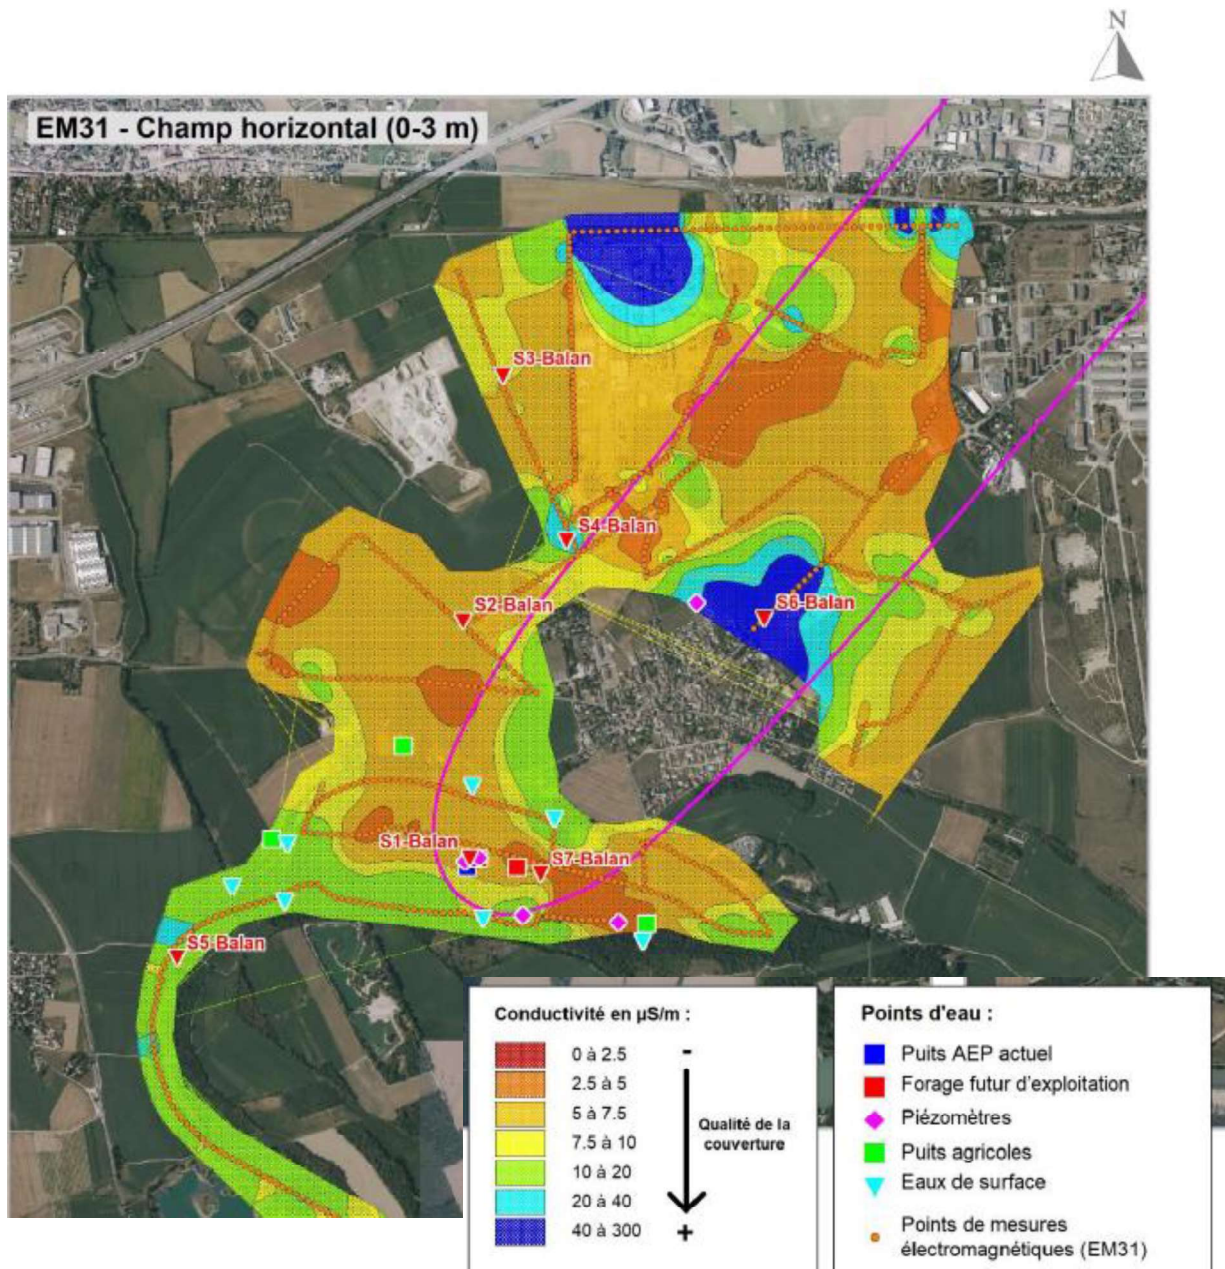 N
EM31 - Champ horizontal (0-3 m)
S3-Balan
S4-Balan
S2-Balan
S6-Balan
S1-Balan
S7-Balan
S5-Balan
Conductivité en µS/m :
0 à 2.5
2.5 à 5
5 à 7.5
7.5 à 10
10 à 20
20 à 40
40 à 300
-
Qualité de la
couverture
+
Points d'eau :
Puits AEP actuel
Forage futur d'exploitation
Piézomètres
Puits agricoles
Eaux de surface
Points de mesures
électromagnétiques (EM31)